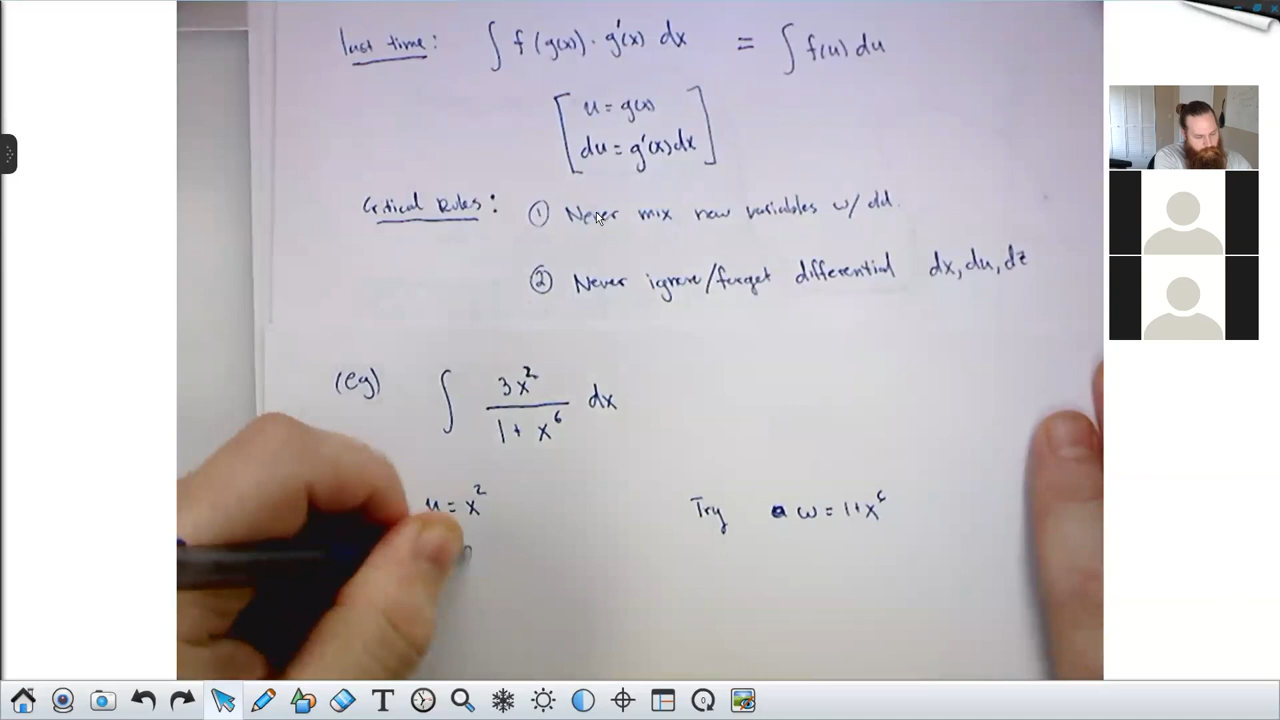 last time: ∫ f(g(x)) · g'(x) dx = ∫ f(u) du
[ u = g(x)
du = g'(x)dx ]
Critical Rules: ① Never mix new variables w/ old.
② Never ignore/forget differential dx, du, dz
(eg) ∫ 3x² / 1 + x⁶ dx
u = x² Try w = 1+x⁶